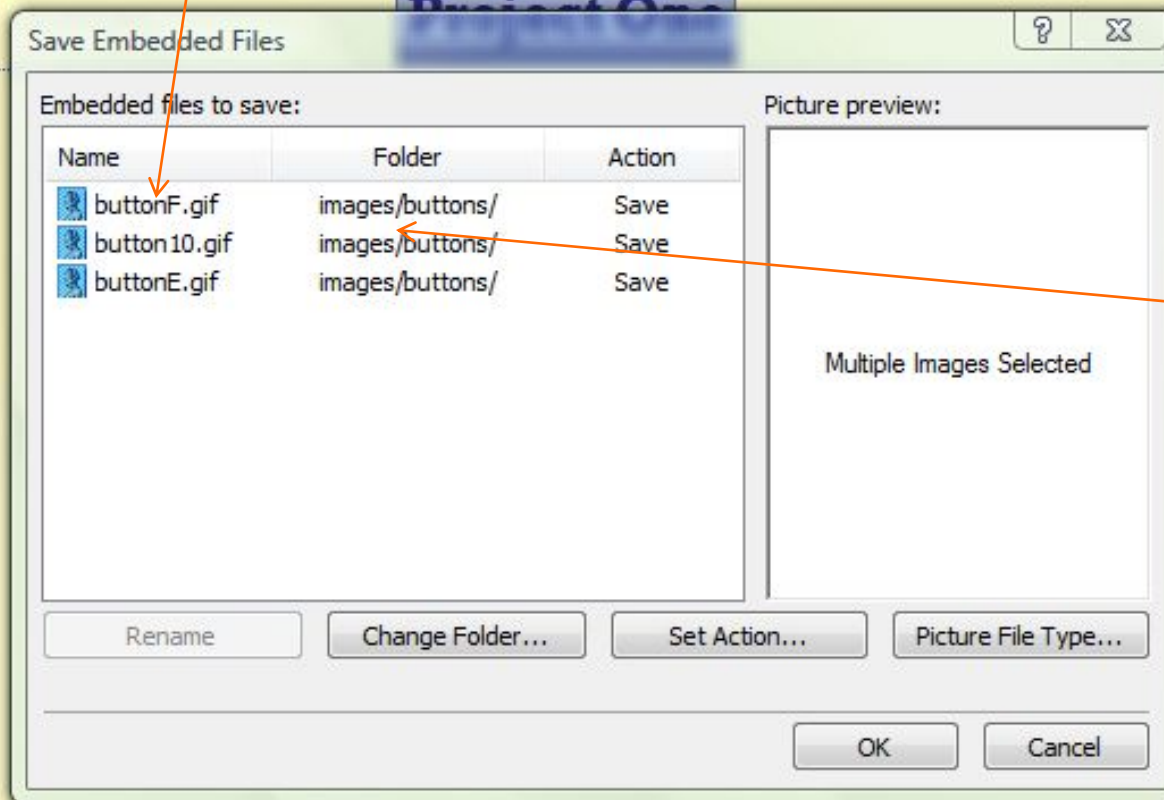 Project One
Save Embedded Files
Embedded files to save:
Picture preview:
Name Folder Action
buttonF.gif images/buttons/ Save
button10.gif images/buttons/ Save
buttonE.gif images/buttons/ Save
Multiple Images Selected
Rename Change Folder... Set Action... Picture File Type...
OK Cancel